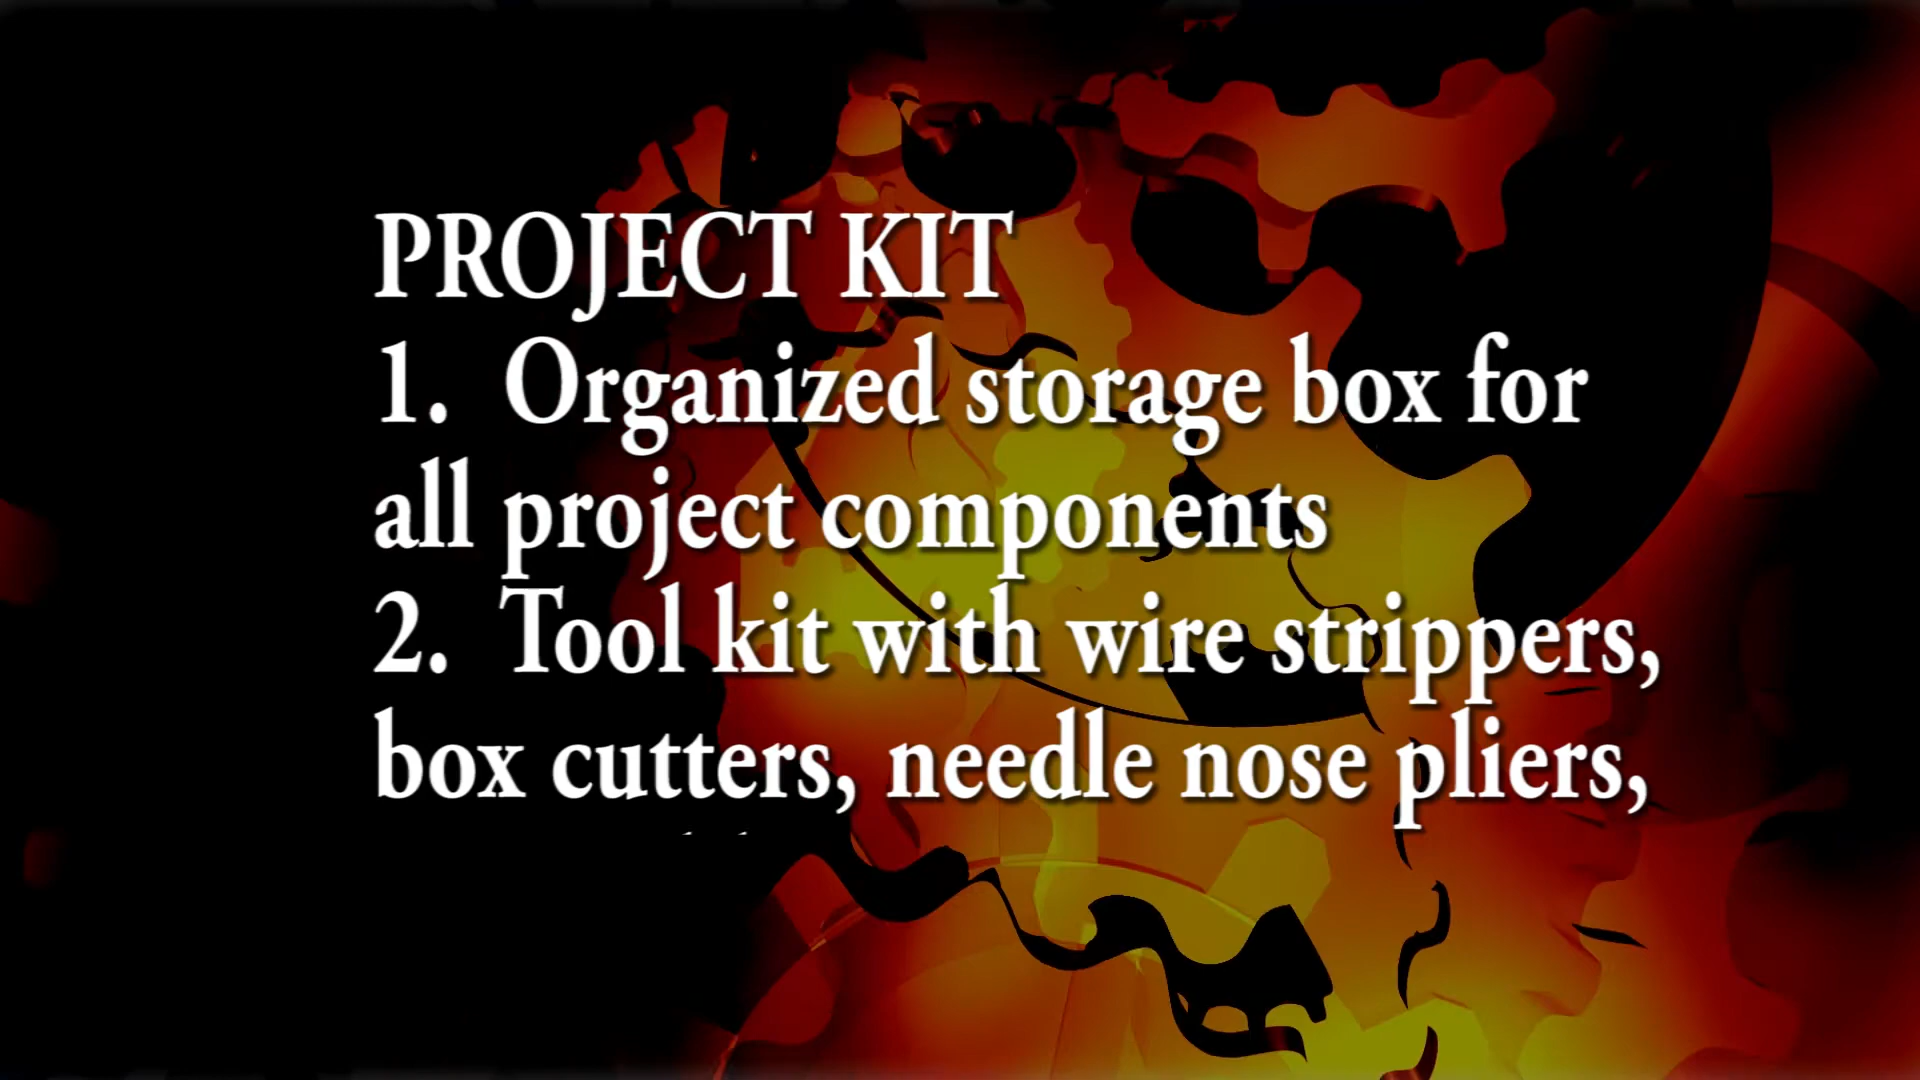 PROJECT KIT
1. Organized storage box for
all project components
2. Tool kit with wire strippers,
box cutters, needle nose pliers,